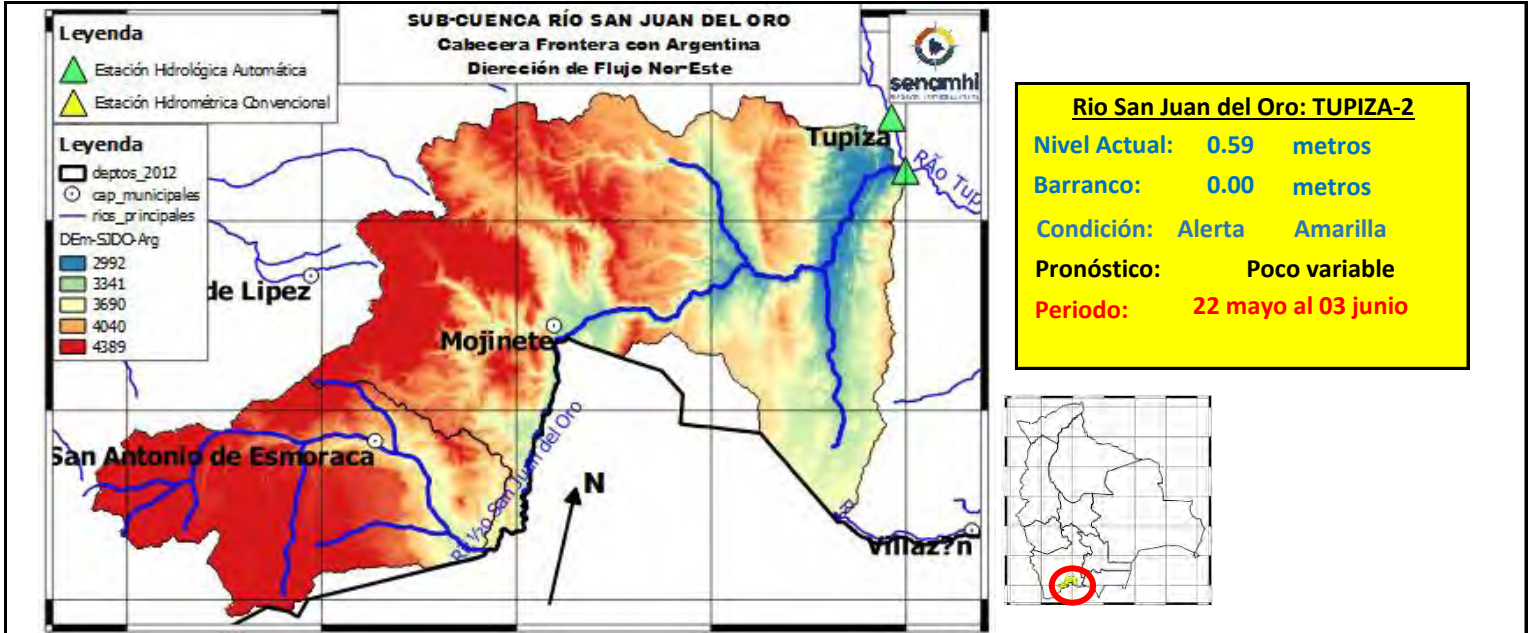 SUB-CUENCA RÍO SAN JUAN DEL ORO
Cabecera Frontera con Argentina
Diercción de Flujo Nor-Este
Leyenda
Estación Hidrológica Automática
Estación Hidrométrica Convencional
senamhi
Leyenda
deptos_2012
cap_municipales
rios_principales
DEm-SJDO-Arg
2992
3341
3690
4040
4389
Tupiza
RÃo Tup
de Lipez
Mojinete
San Antonio de Esmoraca
San Juan del Oro
N
Villaz?n
Rio San Juan del Oro: TUPIZA-2
Nivel Actual: 0.59 metros
Barranco: 0.00 metros
Condición: Alerta Amarilla
Pronóstico: Poco variable
Periodo: 22 mayo al 03 junio